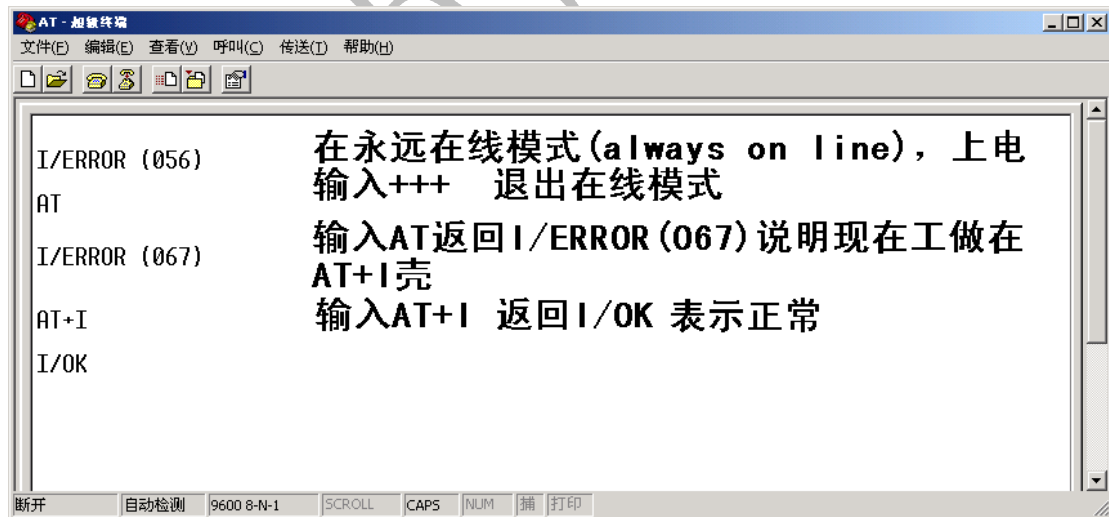 AT - 超级终端
文件(F) 编辑(E) 查看(V) 呼叫(C) 传送(T) 帮助(H)
I/ERROR (056)
在永远在线模式(always on line)，上电
输入+++ 退出在线模式
AT
输入AT返回I/ERROR(067)说明现在工做在
I/ERROR (067)
AT+I壳
AT+I
输入AT+I 返回I/OK 表示正常
I/OK
断开 自动检测 9600 8-N-1 SCROLL CAPS NUM 捕 打印